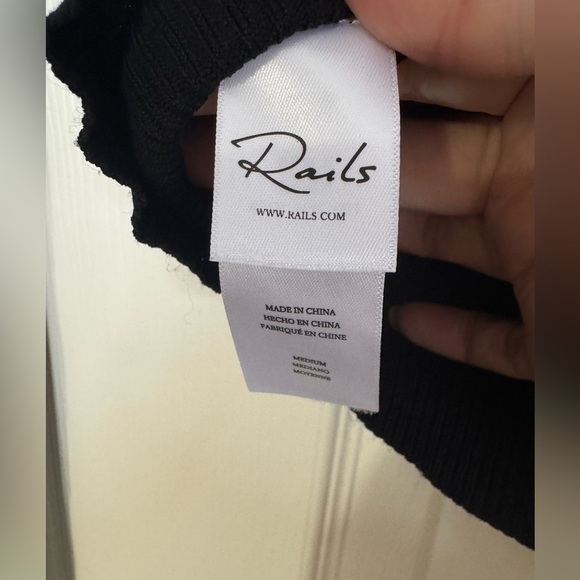 Rails
WWW.RAILS.COM
MADE IN CHINA
HECHO EN CHINA
FABRIQUÉ EN CHINE
MEDIUM
MEDIANO
MOYENNE